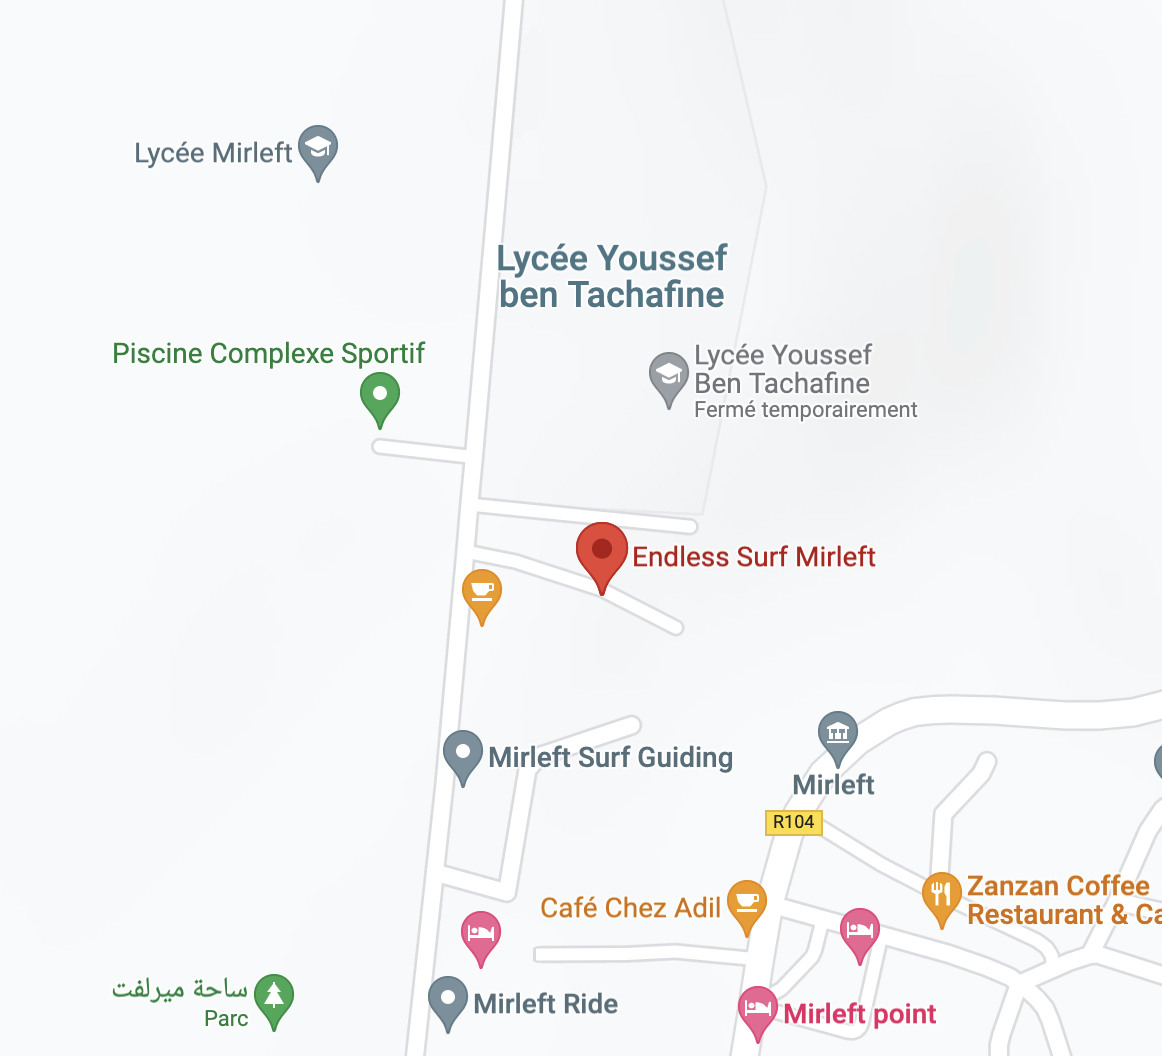 Lycée Mirleft
Lycée Youssef
ben Tachafine
Piscine Complexe Sportif
Lycée Youssef
Ben Tachafine
Fermé temporairement
Endless Surf Mirleft
Mirleft Surf Guiding
Mirleft
R104
Zanzan Coffee
Restaurant & Ca
Café Chez Adil
ساحة ميرلفت
Parc
Mirleft Ride
Mirleft point